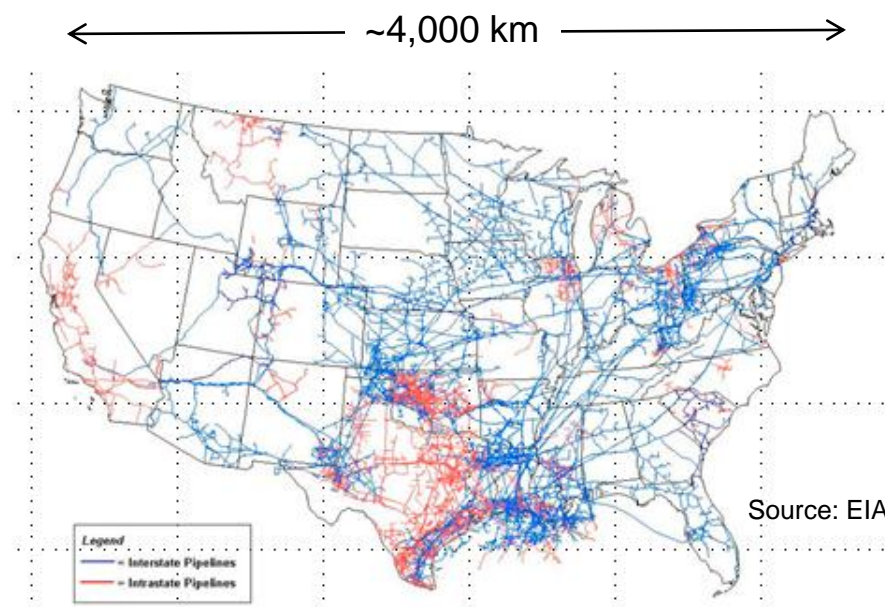 ~4,000 km
Source: EIA
Legend
= Interstate Pipelines
= Intrastate Pipelines